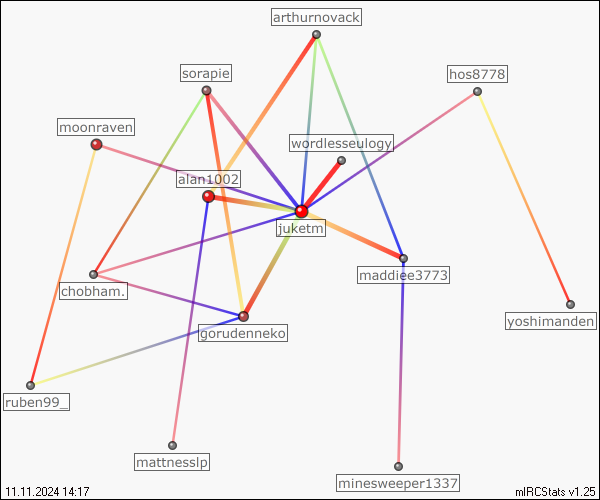 arthurnovack
sorapie
hos8778
moonraven
wordlesseulogy
alan1002
juketm
maddiee3773
chobham.
yoshimanden
gorudenneko
ruben99_
mattnesslp
minesweeper1337
11.11.2024 14:17
mIRCStats v1.25